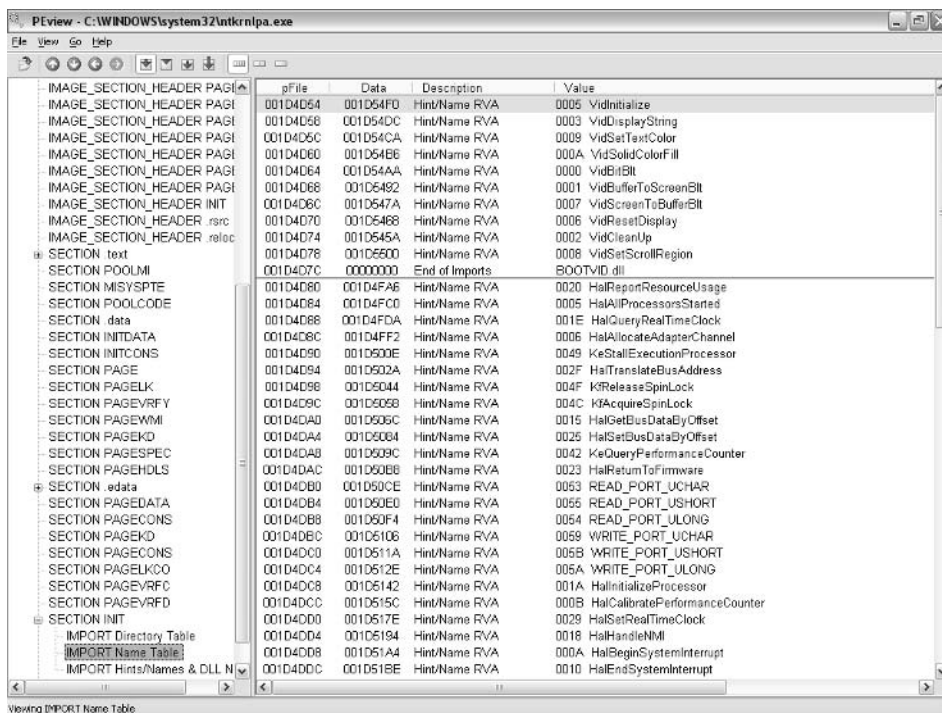 PEview - C:\WINDOWS\system32\ntkrnlpa.exe
File View Go Help
IMAGE_SECTION_HEADER PAGE
IMAGE_SECTION_HEADER PAGE
IMAGE_SECTION_HEADER PAGE
IMAGE_SECTION_HEADER PAGE
IMAGE_SECTION_HEADER PAGE
IMAGE_SECTION_HEADER PAGE
IMAGE_SECTION_HEADER INIT
IMAGE_SECTION_HEADER .rsrc
IMAGE_SECTION_HEADER .reloc
SECTION .text
SECTION POOLMI
SECTION MISYSPTE
SECTION POOLCODE
SECTION .data
SECTION INITDATA
SECTION INITCONS
SECTION PAGE
SECTION PAGELK
SECTION PAGEVRFY
SECTION PAGEWMI
SECTION PAGEKD
SECTION PAGESPEC
SECTION PAGEHDLS
SECTION .edata
SECTION PAGEDATA
SECTION PAGECONS
SECTION PAGEKD
SECTION PAGECONS
SECTION PAGELKCO
SECTION PAGEVRFC
SECTION PAGEVRFD
SECTION INIT
IMPORT Directory Table
IMPORT Name Table
IMPORT Hints/Names & DLL N
pFile Data Description Value
001D4D54 001D54F0 Hint/Name RVA 0005 VidInitialize
001D4D58 001D54DC Hint/Name RVA 0003 VidDisplayString
001D4D5C 001D54CA Hint/Name RVA 0009 VidSetTextColor
001D4D60 001D54B6 Hint/Name RVA 000A VidSolidColorFill
001D4D64 001D54AA Hint/Name RVA 0000 VidBitBlt
001D4D68 001D5492 Hint/Name RVA 0001 VidBufferToScreenBlt
001D4D6C 001D547A Hint/Name RVA 0007 VidScreenToBufferBlt
001D4D70 001D5468 Hint/Name RVA 0006 VidResetDisplay
001D4D74 001D545A Hint/Name RVA 0002 VidCleanUp
001D4D78 001D5500 Hint/Name RVA 0008 VidSetScrollRegion
001D4D7C 00000000 End of Imports BOOTVID.dll
001D4D80 001D4FA6 Hint/Name RVA 0020 HalReportResourceUsage
001D4D84 001D4FC0 Hint/Name RVA 0005 HalAllProcessorsStarted
001D4D88 001D4FDA Hint/Name RVA 001E HalQueryRealTimeClock
001D4D8C 001D4FF2 Hint/Name RVA 0006 HalAllocateAdapterChannel
001D4D90 001D500E Hint/Name RVA 0049 KeStallExecutionProcessor
001D4D94 001D502A Hint/Name RVA 002F HalTranslateBusAddress
001D4D98 001D5044 Hint/Name RVA 004F KfReleaseSpinLock
001D4D9C 001D5058 Hint/Name RVA 004C KfAcquireSpinLock
001D4DA0 001D506C Hint/Name RVA 0015 HalGetBusDataByOffset
001D4DA4 001D5084 Hint/Name RVA 0025 HalSetBusDataByOffset
001D4DA8 001D509C Hint/Name RVA 0042 KeQueryPerformanceCounter
001D4DAC 001D50B8 Hint/Name RVA 0023 HalReturnToFirmware
001D4DB0 001D50CE Hint/Name RVA 0053 READ_PORT_UCHAR
001D4DB4 001D50E0 Hint/Name RVA 0055 READ_PORT_USHORT
001D4DB8 001D50F4 Hint/Name RVA 0054 READ_PORT_ULONG
001D4DBC 001D5106 Hint/Name RVA 0059 WRITE_PORT_UCHAR
001D4DC0 001D511A Hint/Name RVA 005B WRITE_PORT_USHORT
001D4DC4 001D512E Hint/Name RVA 005A WRITE_PORT_ULONG
001D4DC8 001D5142 Hint/Name RVA 001A HalInitializeProcessor
001D4DCC 001D515C Hint/Name RVA 000B HalCalibratePerformanceCounter
001D4DD0 001D517E Hint/Name RVA 0029 HalSetRealTimeClock
001D4DD4 001D5194 Hint/Name RVA 0018 HalHandleNMI
001D4DD8 001D51A4 Hint/Name RVA 000A HalBeginSystemInterrupt
001D4DDC 001D51BE Hint/Name RVA 0010 HalEndSystemInterrupt
Viewing IMPORT Name Table